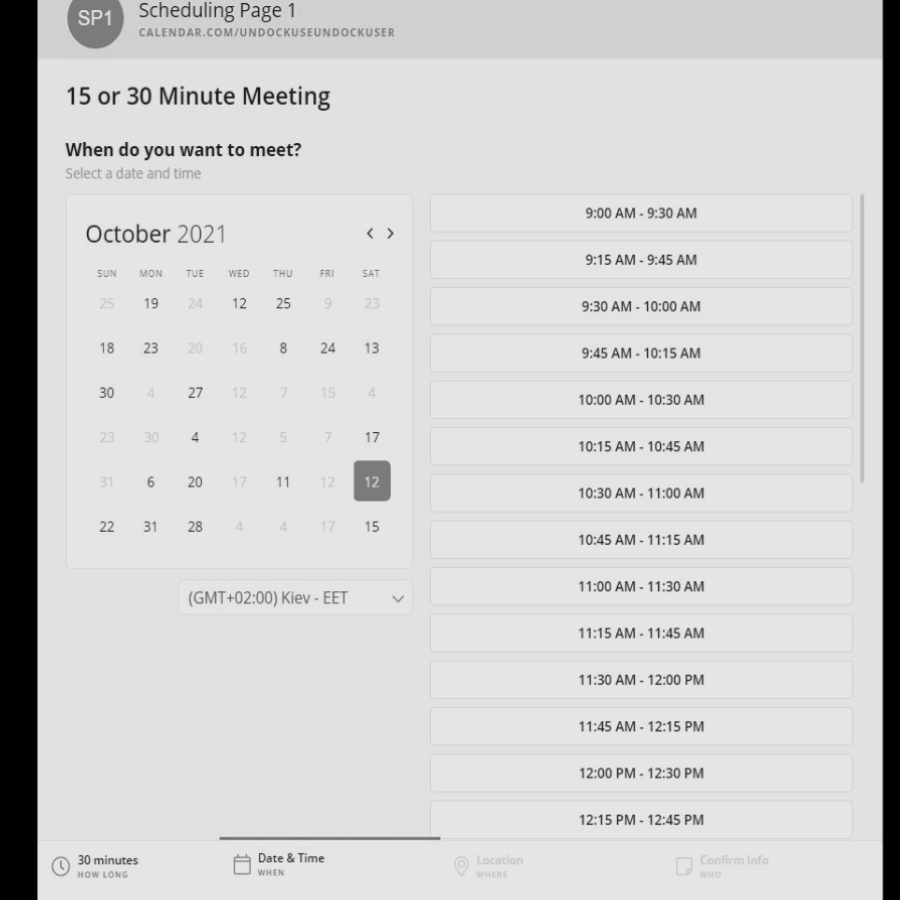 SP1
Scheduling Page 1
CALENDAR.COM/UNDOCKUSEUNDOCKUSER
15 or 30 Minute Meeting
When do you want to meet?
Select a date and time
October 2021
SUN MON TUE WED THU FRI SAT
25 19 24 12 25 9 23
18 23 20 16 8 24 13
30 4 27 12 7 15 4
23 30 4 12 5 7 17
31 6 20 17 11 12 12
22 31 28 4 4 17 15
(GMT+02:00) Kiev - EET
9:00 AM - 9:30 AM
9:15 AM - 9:45 AM
9:30 AM - 10:00 AM
9:45 AM - 10:15 AM
10:00 AM - 10:30 AM
10:15 AM - 10:45 AM
10:30 AM - 11:00 AM
10:45 AM - 11:15 AM
11:00 AM - 11:30 AM
11:15 AM - 11:45 AM
11:30 AM - 12:00 PM
11:45 AM - 12:15 PM
12:00 PM - 12:30 PM
12:15 PM - 12:45 PM
30 minutes
HOW LONG
Date & Time
WHEN
Location
WHERE
Confirm Info
WHO